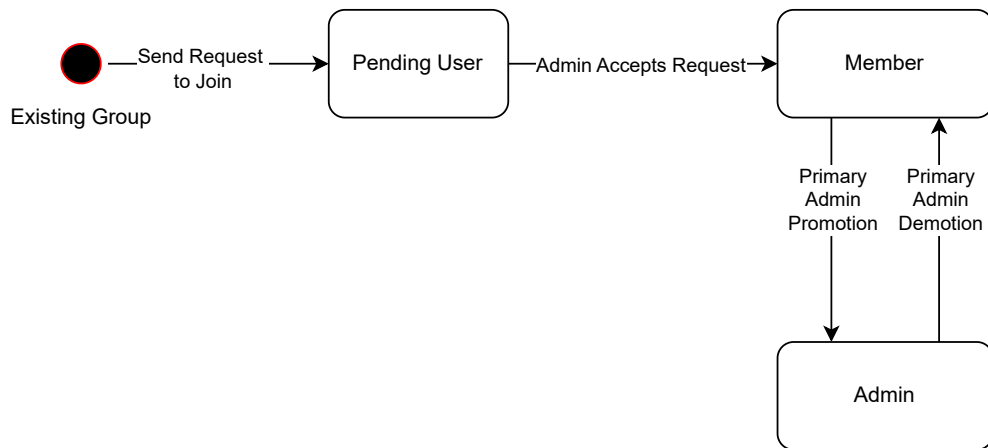 Send Request
to Join
Existing Group
Pending User
Admin Accepts Request
Member
Primary
Admin
Promotion
Primary
Admin
Demotion
Admin